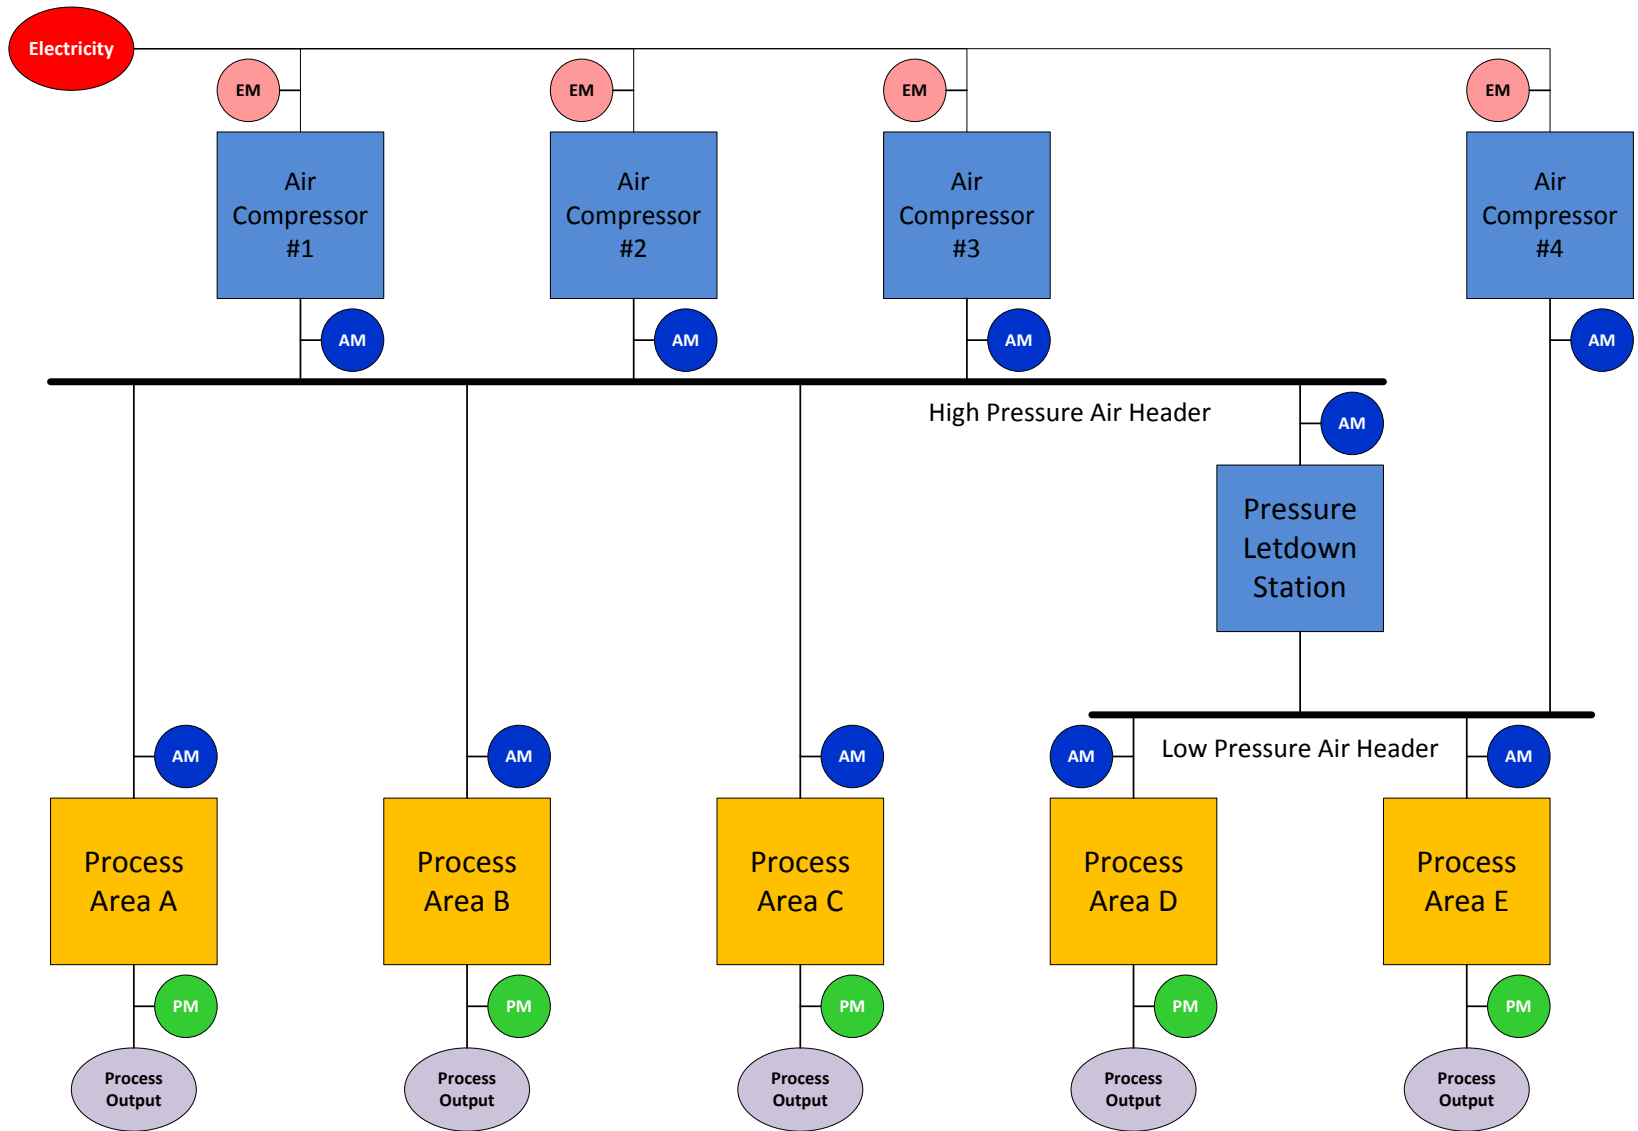 Electricity
EM
EM
EM
EM
Air
Compressor
#1
Air
Compressor
#2
Air
Compressor
#3
Air
Compressor
#4
AM
AM
AM
AM
High Pressure Air Header
AM
Pressure
Letdown
Station
AM
AM
AM
AM
Low Pressure Air Header
AM
Process
Area A
Process
Area B
Process
Area C
Process
Area D
Process
Area E
PM
PM
PM
PM
PM
Process
Output
Process
Output
Process
Output
Process
Output
Process
Output